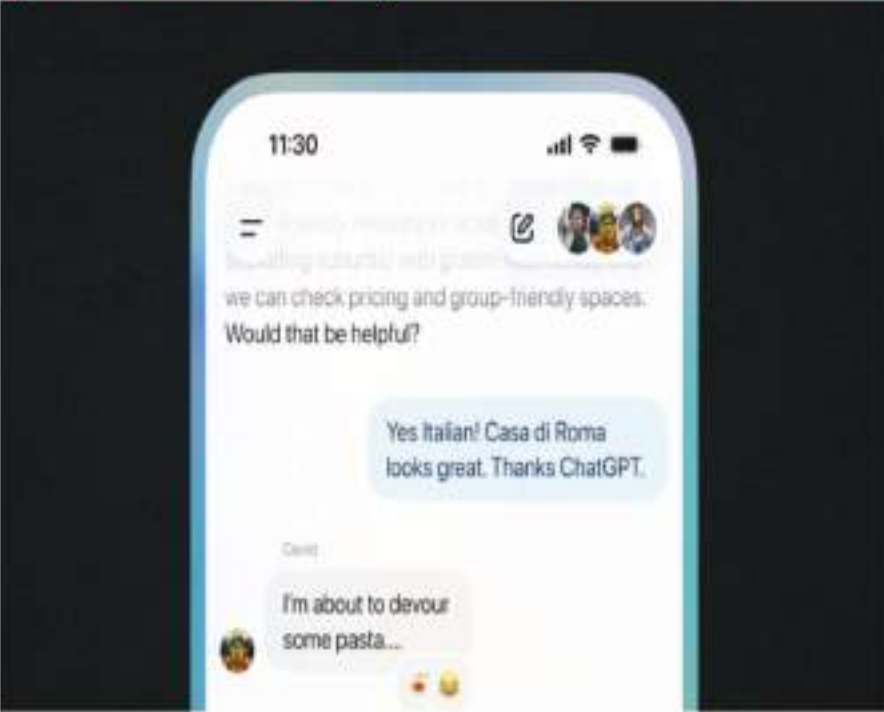 11:30
we can check pricing and group-friendly spaces.
Would that be helpful?
Yes Italian! Casa di Roma
looks great. Thanks ChatGPT.
I'm about to devour
some pasta...